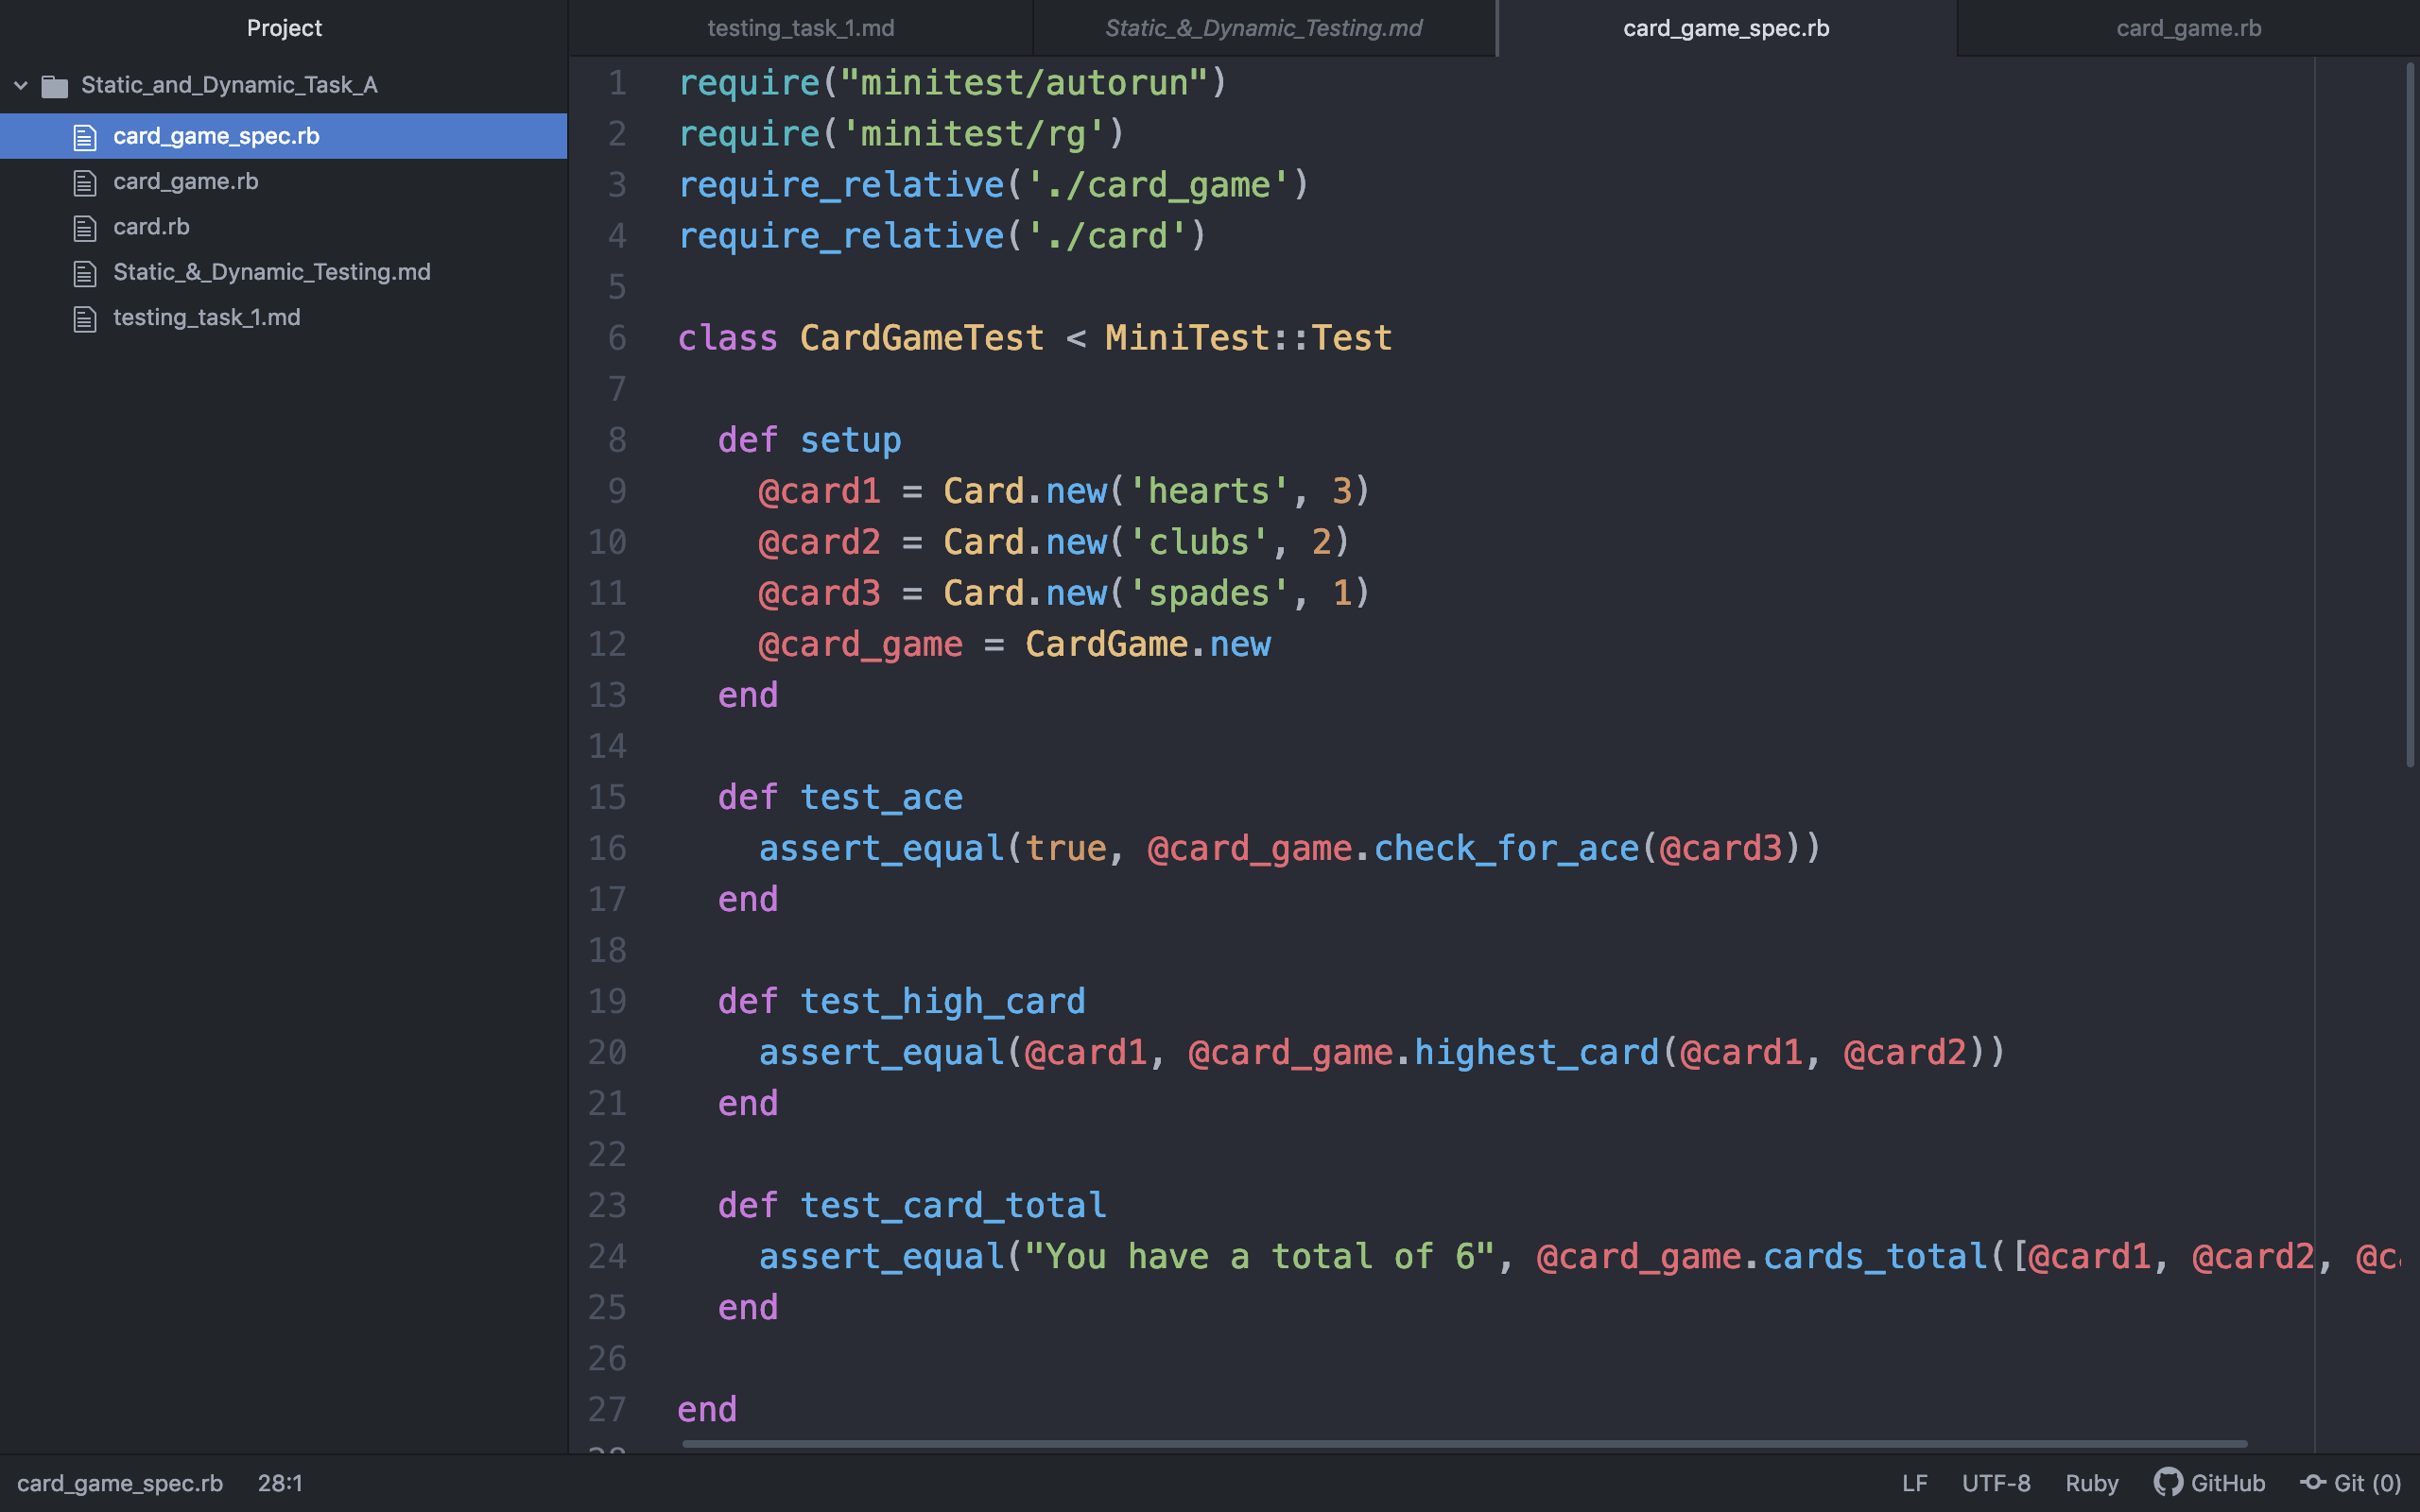 Project
Static_and_Dynamic_Task_A
card_game_spec.rb
card_game.rb
card.rb
Static_&_Dynamic_Testing.md
testing_task_1.md
testing_task_1.md
Static_&_Dynamic_Testing.md
card_game_spec.rb
card_game.rb
1 require("minitest/autorun")
2 require('minitest/rg')
3 require_relative('./card_game')
4 require_relative('./card')
5
6 class CardGameTest < MiniTest::Test
7
8   def setup
9     @card1 = Card.new('hearts', 3)
10     @card2 = Card.new('clubs', 2)
11     @card3 = Card.new('spades', 1)
12     @card_game = CardGame.new
13   end
14
15   def test_ace
16     assert_equal(true, @card_game.check_for_ace(@card3))
17   end
18
19   def test_high_card
20     assert_equal(@card1, @card_game.highest_card(@card1, @card2))
21   end
22
23   def test_card_total
24     assert_equal("You have a total of 6", @card_game.cards_total([@card1, @card2,
25   end
26
27 end
card_game_spec.rb 28:1
LF UTF-8 Ruby GitHub Git (0)